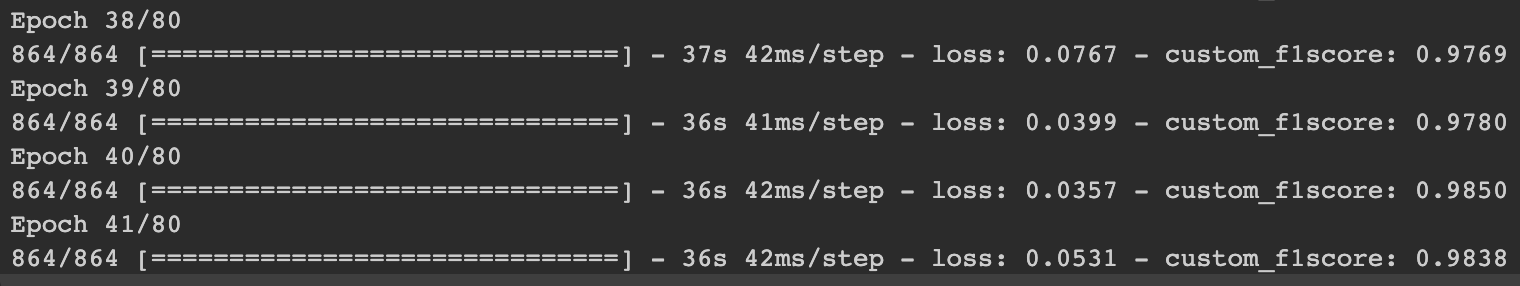 Epoch 38/80
864/864 [==============================] - 37s 42ms/step - loss: 0.0767 - custom_f1score: 0.9769
Epoch 39/80
864/864 [==============================] - 36s 41ms/step - loss: 0.0399 - custom_f1score: 0.9780
Epoch 40/80
864/864 [==============================] - 36s 42ms/step - loss: 0.0357 - custom_f1score: 0.9850
Epoch 41/80
864/864 [==============================] - 36s 42ms/step - loss: 0.0531 - custom_f1score: 0.9838